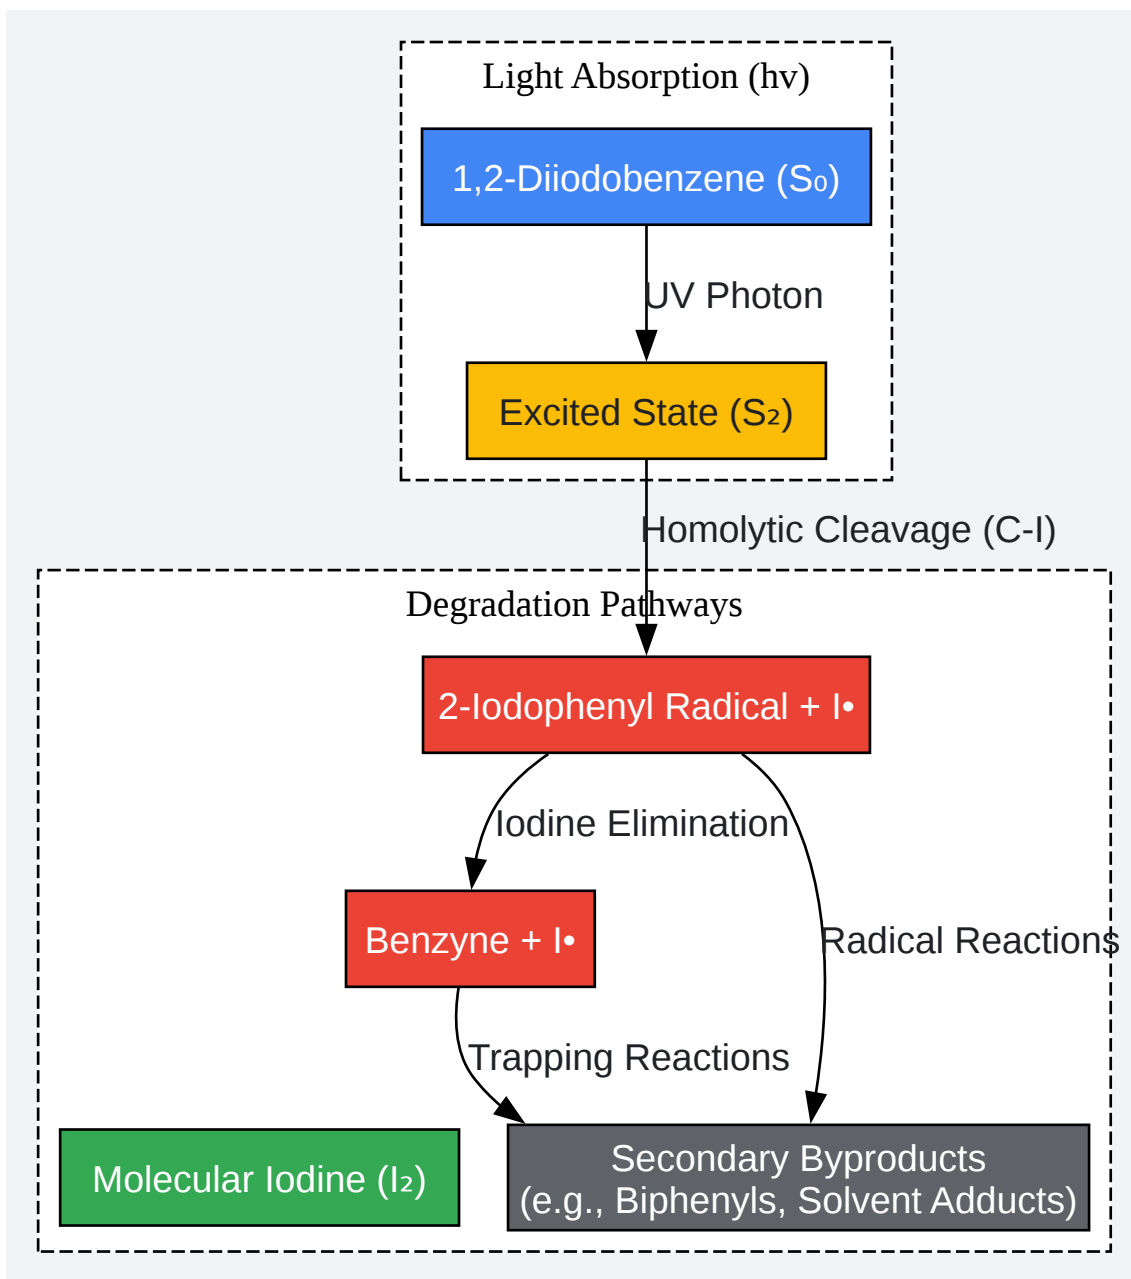 Light Absorption (hv)
1,2-Diiodobenzene (S₀)
UV Photon
Excited State (S₂)
Homolytic Cleavage (C-I)
Degradation Pathways
2-Iodophenyl Radical + I•
Iodine Elimination
Benzyne + I•
Radical Reactions
Trapping Reactions
Molecular Iodine (I₂)
Secondary Byproducts
(e.g., Biphenyls, Solvent Adducts)